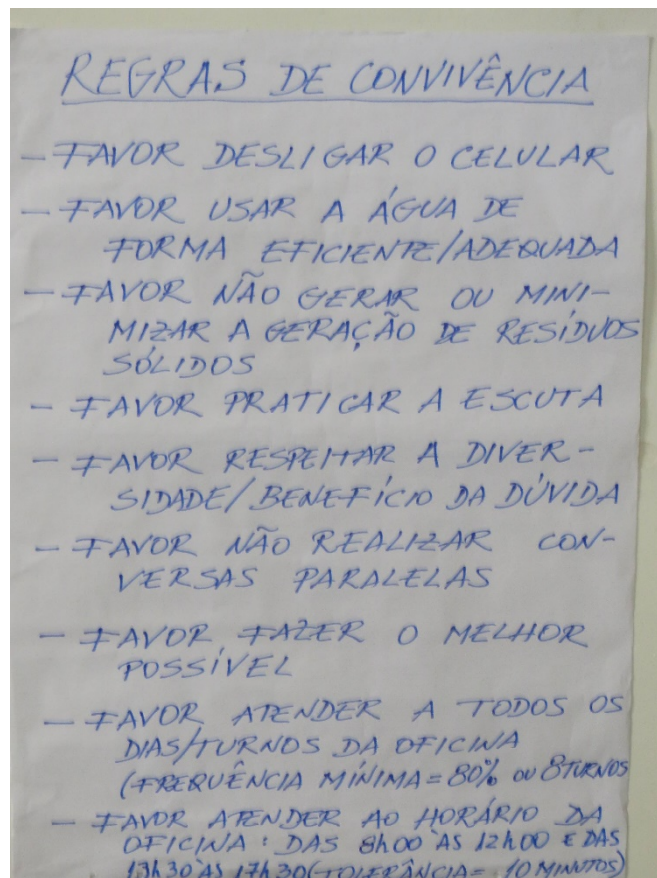 REGRAS DE CONVIVÊNCIA
- FAVOR DESLIGAR O CELULAR
- FAVOR USAR A ÁGUA DE
FORMA EFICIENTE/ADEQUADA
- FAVOR NÃO GERAR OU MINI-
MIZAR A GERAÇÃO DE RESÍDUOS
SÓLIDOS
- FAVOR PRATICAR A ESCUTA
- FAVOR RESPEITAR A DIVER-
SIDADE/BENEFÍCIO DA DÚVIDA
- FAVOR NÃO REALIZAR CON-
VERSAS PARALELAS
- FAVOR FAZER O MELHOR
POSSÍVEL
- FAVOR ATENDER A TODOS OS
DIAS/TURNOS DA OFICINA
(FREQUÊNCIA MÍNIMA = 80% OU 8 TURNOS
- FAVOR ATENDER AO HORÁRIO DA
OFICINA: DAS 8h00 ÀS 12h00 E DAS
13h30 ÀS 17h30 (TOLERÂNCIA = 10 MINUTOS)